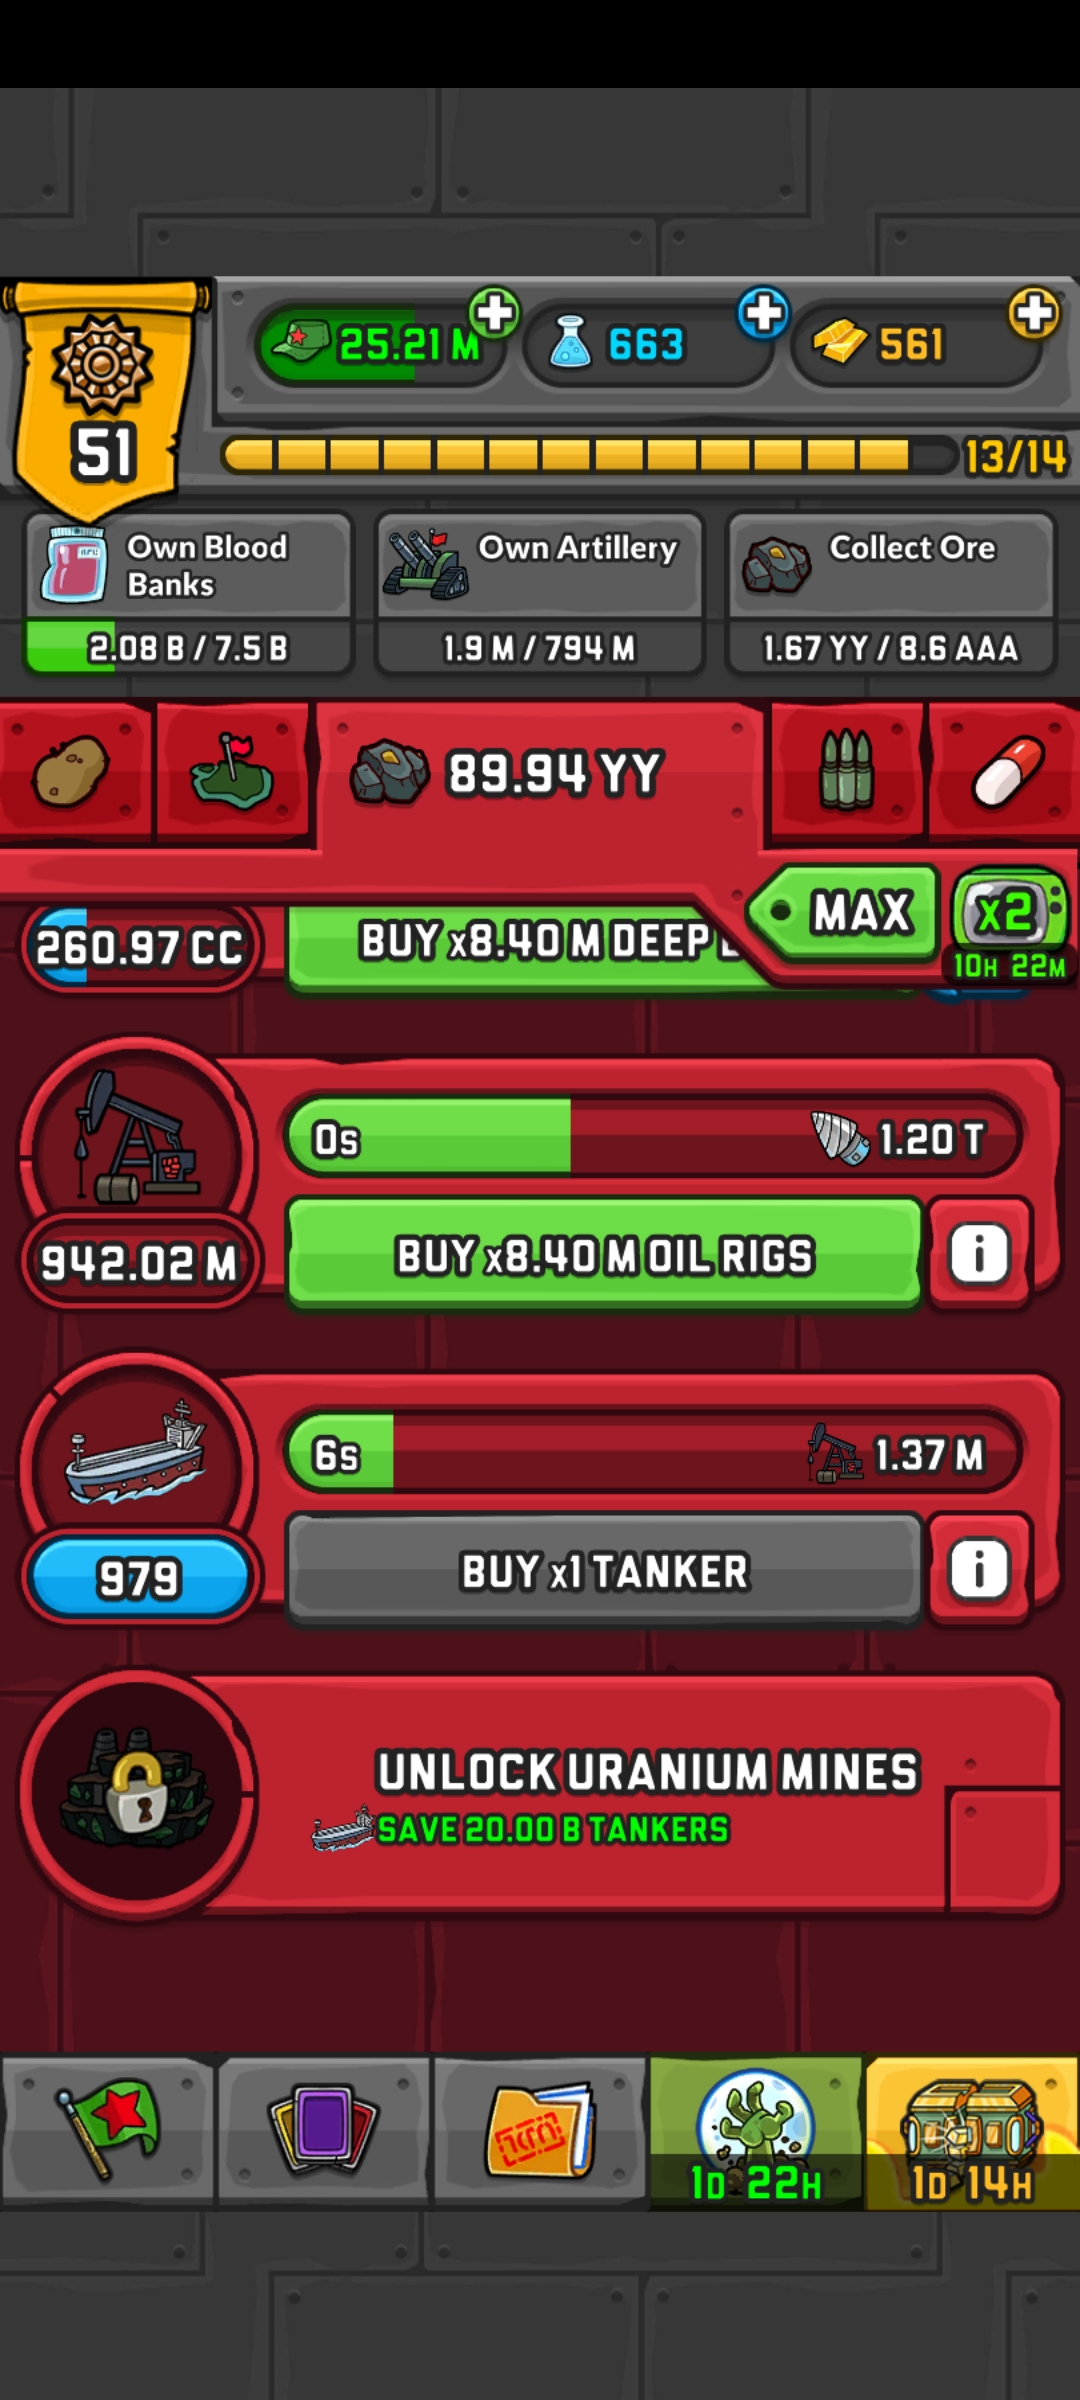 25.21 M
663
561
51
13/14
Own Blood
Banks
Own Artillery
Collect Ore
2.08 B / 7.5 B
1.9 M / 794 M
1.67 YY / 8.6 AAA
89.94 YY
MAX
x2
10H 22M
260.97 CC
BUY x8.40 M DEEP
0s
1.20 T
942.02 M
BUY x8.40 M OIL RIGS
i
6s
1.37 M
979
BUY x1 TANKER
i
UNLOCK URANIUM MINES
SAVE 20.00 B TANKERS
1D 22H
1D 14H